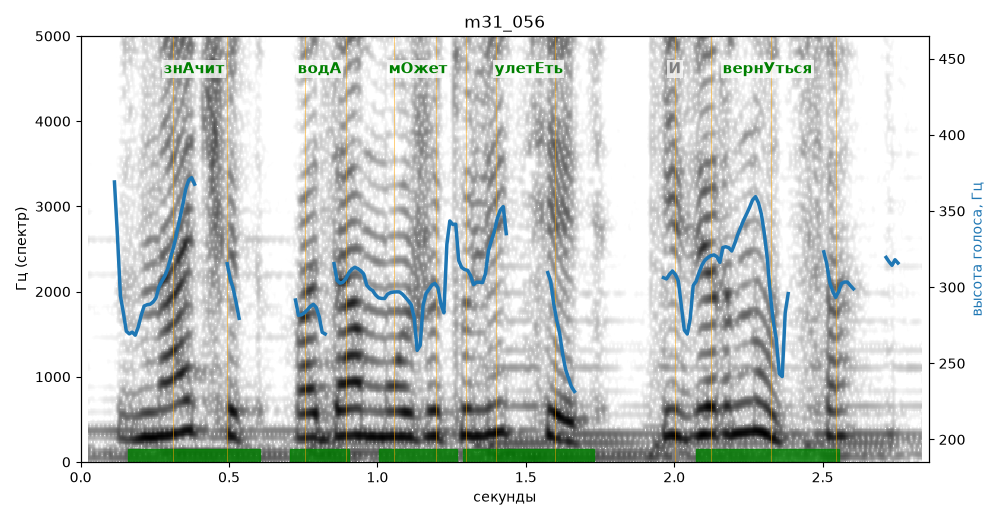 m31_056
знАчит водА мОжет улетЕть И вернУться
Гц (спектр)
5000
4000
3000
2000
1000
0
высота голоса, Гц
450
400
350
300
250
200
0.0 0.5 1.0 1.5 2.0 2.5
секунды